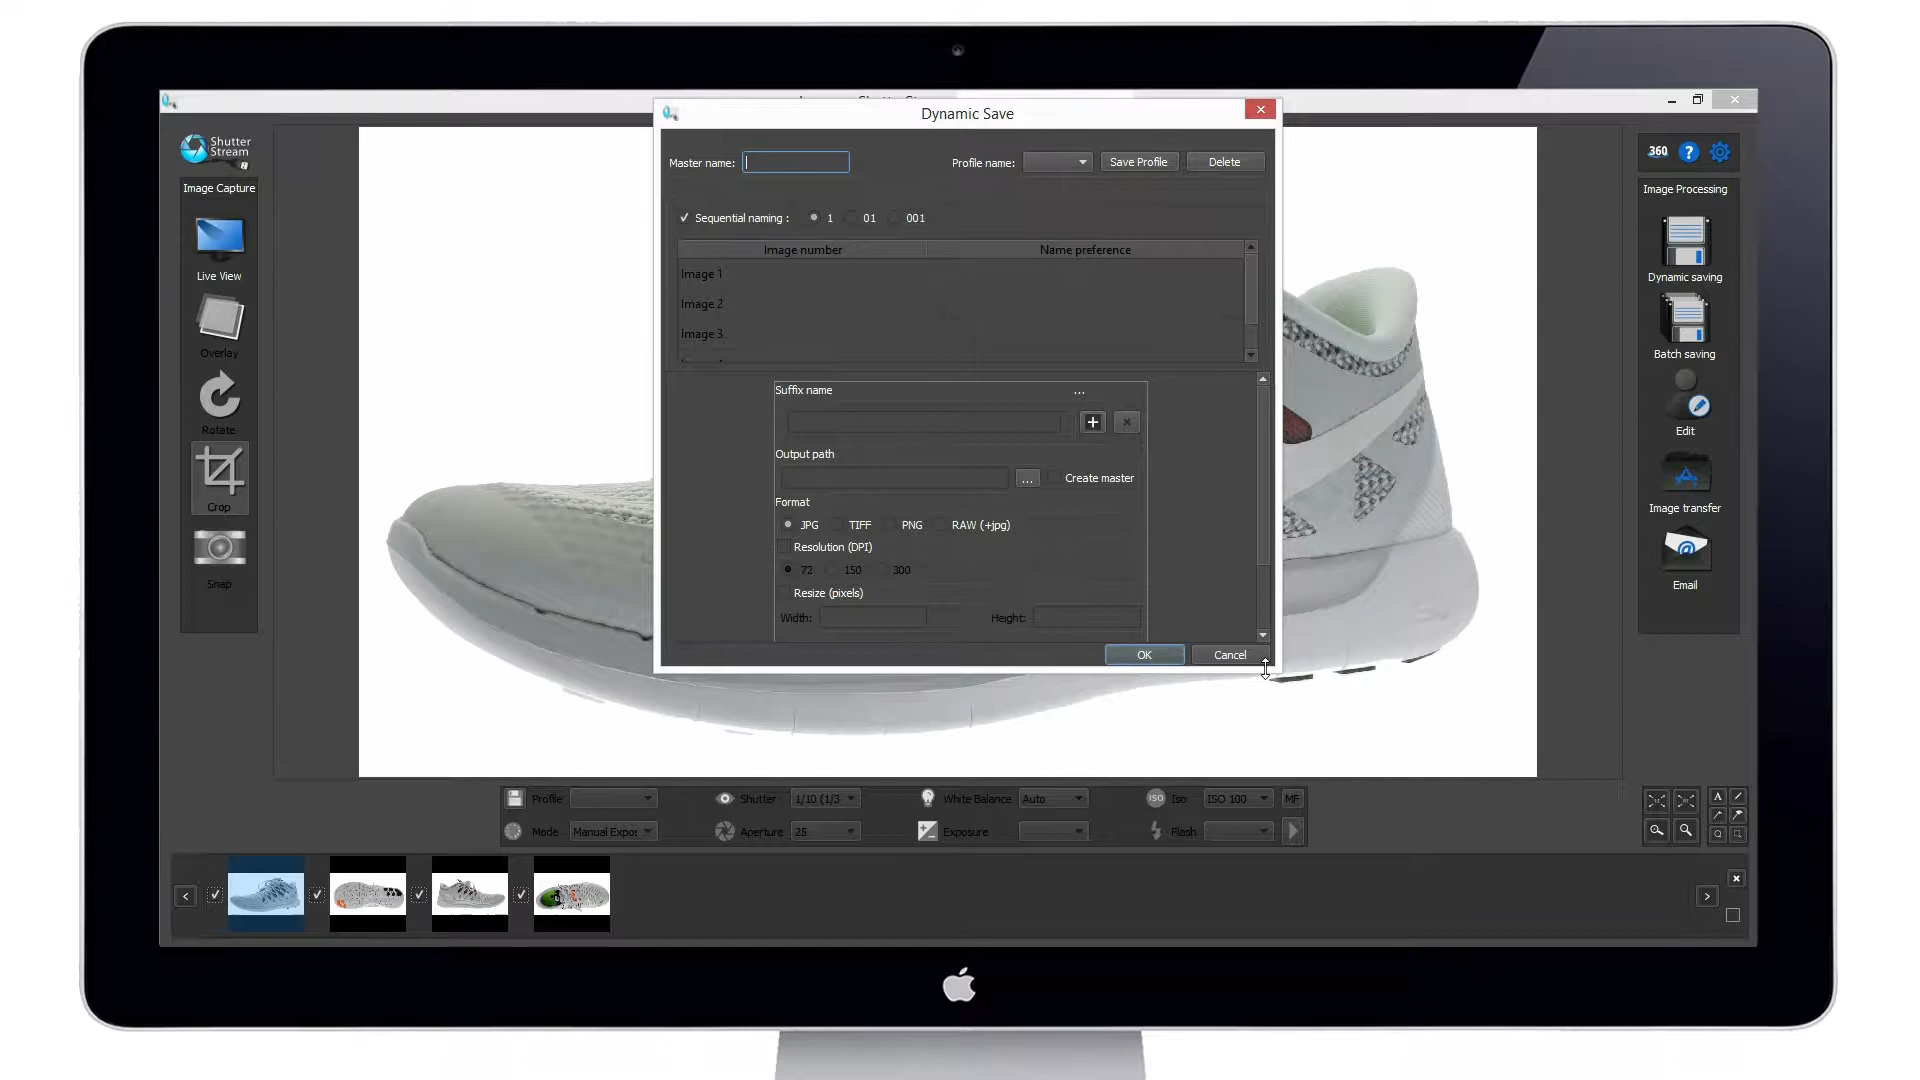 Dynamic Save
Shutter
Stream
Image Capture
Live View
Overlay
Rotate
Crop
Snap
Master name:
Profile name:
Save Profile
Delete
Sequential naming :
1
01
001
Image number
Name preference
Image 1
Image 2
Image 3
Suffix name
...
Output path
...
Create master
Format
JPG
TIFF
PNG
RAW (+jpg)
Resolution (DPI)
72
150
300
Resize (pixels)
Width:
Height:
OK
Cancel
360
?
Image Processing
Dynamic saving
Batch saving
Edit
Image transfer
Email
Profile
Shutter
1/10 (1/3
White Balance
Auto
ISO
Iso
ISO 100
MF
Mode
Manual Expo
Aperture
25
Exposure
Flash
A